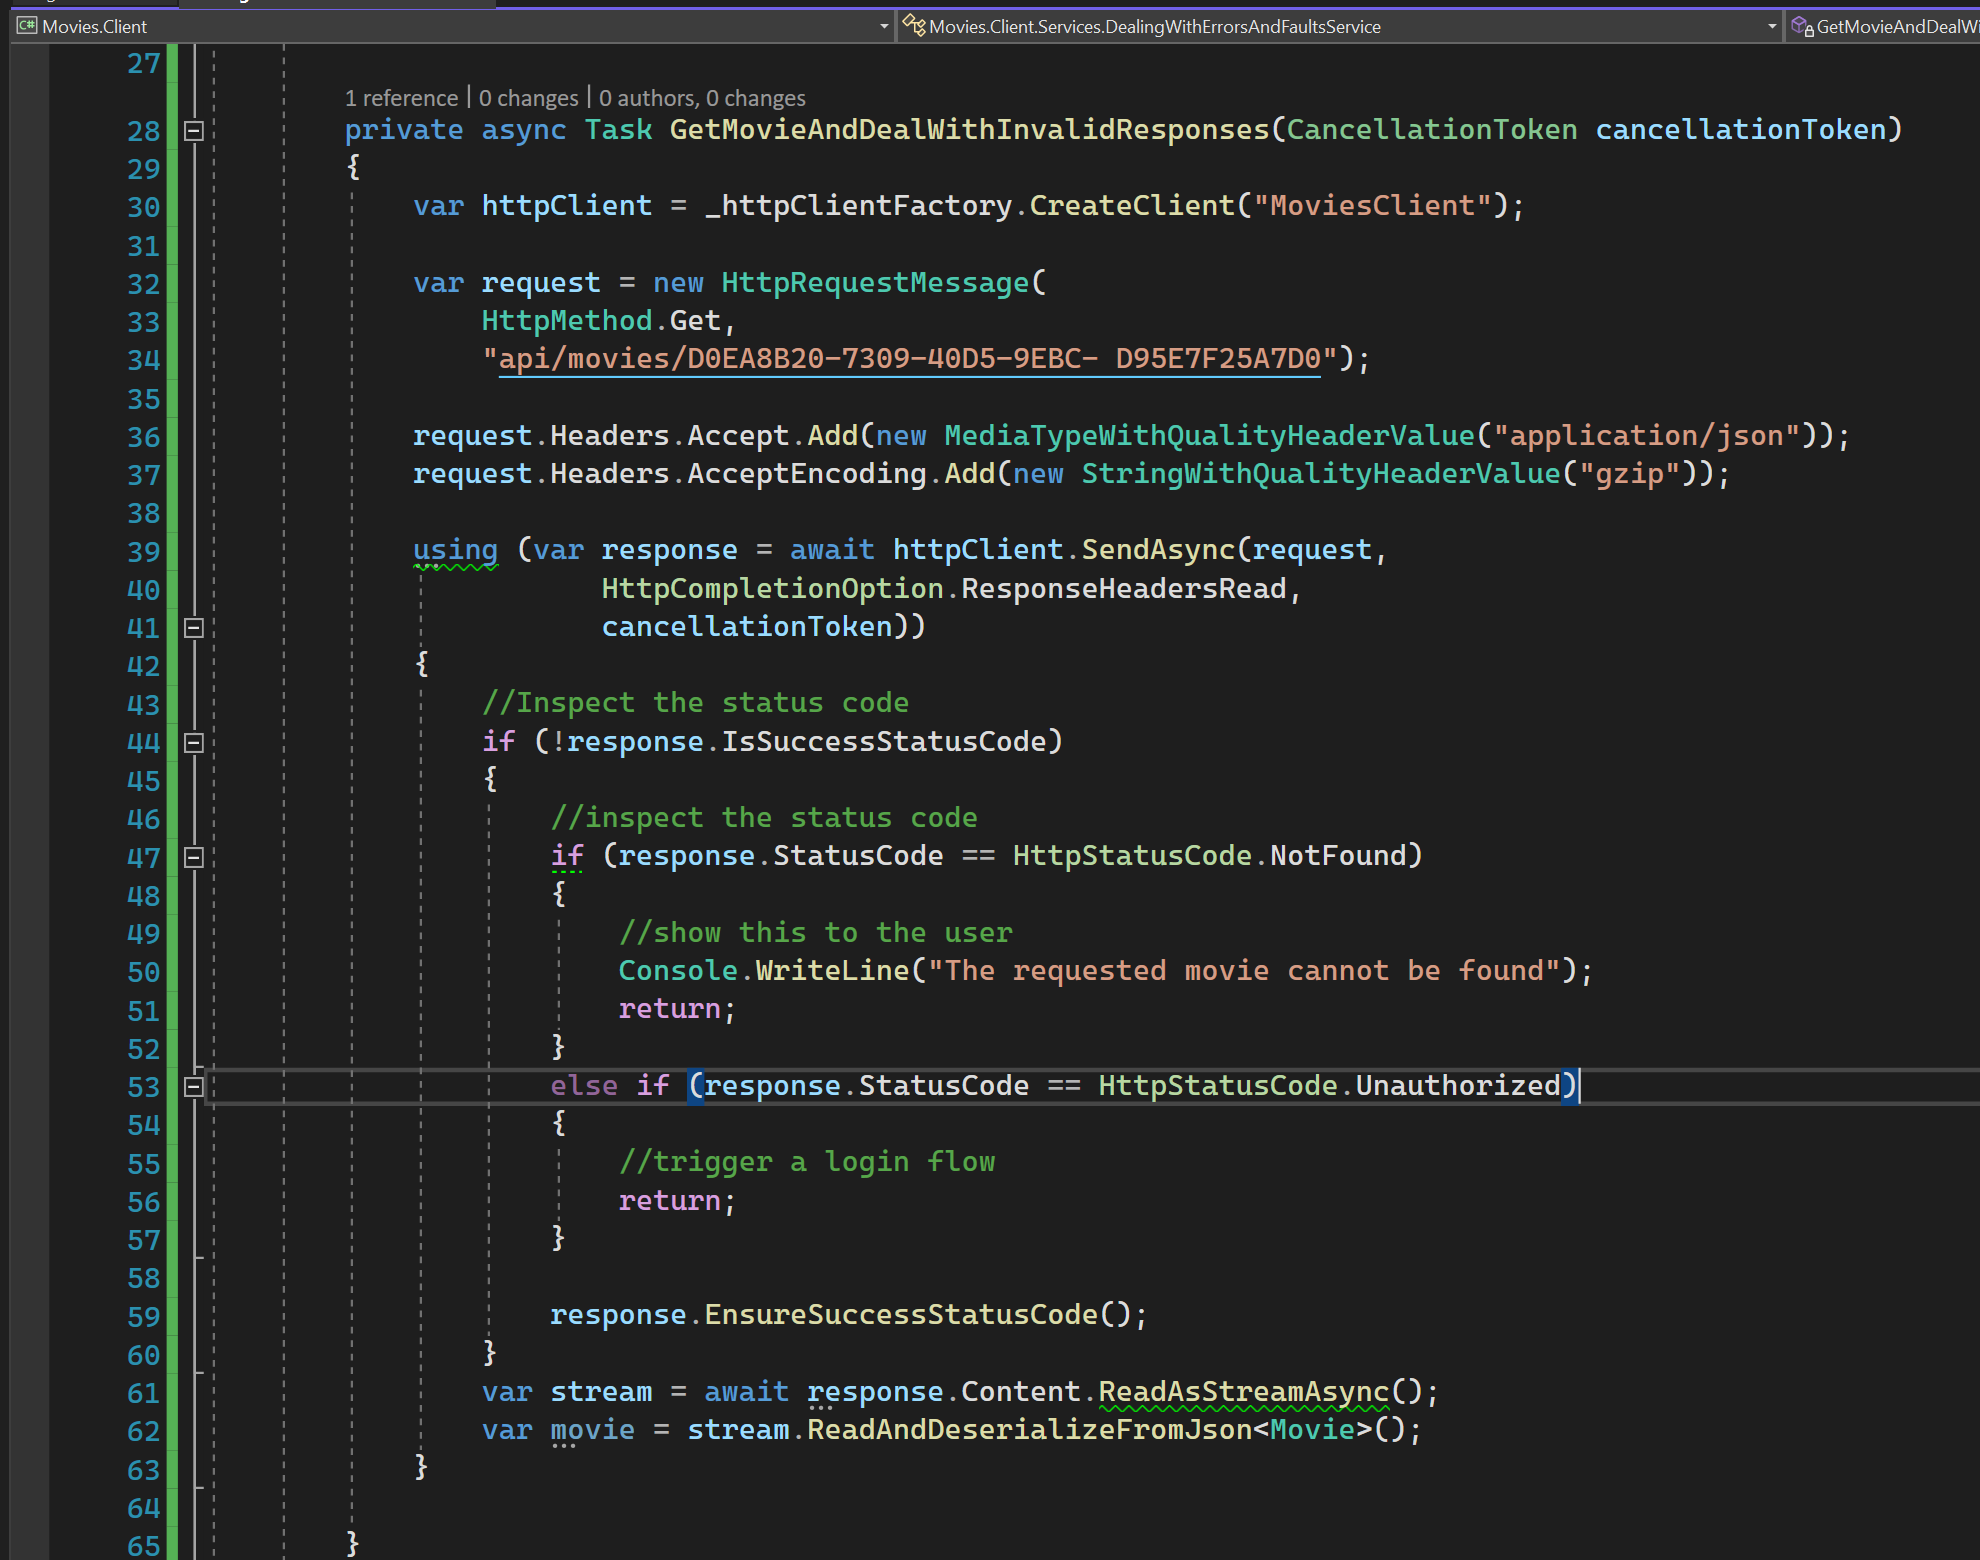 Movies.Client Movies.Client.Services.DealingWithErrorsAndFaultsService GetMovieAndDealWi
27
1 reference | 0 changes | 0 authors, 0 changes
28 private async Task GetMovieAndDealWithInvalidResponses(CancellationToken cancellationToken)
29 {
30 var httpClient = _httpClientFactory.CreateClient("MoviesClient");
31
32 var request = new HttpRequestMessage(
33 HttpMethod.Get,
34 "api/movies/D0EA8B20-7309-40D5-9EBC- D95E7F25A7D0");
35
36 request.Headers.Accept.Add(new MediaTypeWithQualityHeaderValue("application/json"));
37 request.Headers.AcceptEncoding.Add(new StringWithQualityHeaderValue("gzip"));
38
39 using (var response = await httpClient.SendAsync(request,
40 HttpCompletionOption.ResponseHeadersRead,
41 cancellationToken))
42 {
43 //Inspect the status code
44 if (!response.IsSuccessStatusCode)
45 {
46 //inspect the status code
47 if (response.StatusCode == HttpStatusCode.NotFound)
48 {
49 //show this to the user
50 Console.WriteLine("The requested movie cannot be found");
51 return;
52 }
53 else if (response.StatusCode == HttpStatusCode.Unauthorized)
54 {
55 //trigger a login flow
56 return;
57 }
58
59 response.EnsureSuccessStatusCode();
60 }
61 var stream = await response.Content.ReadAsStreamAsync();
62 var movie = stream.ReadAndDeserializeFromJson<Movie>();
63 }
64
65 }